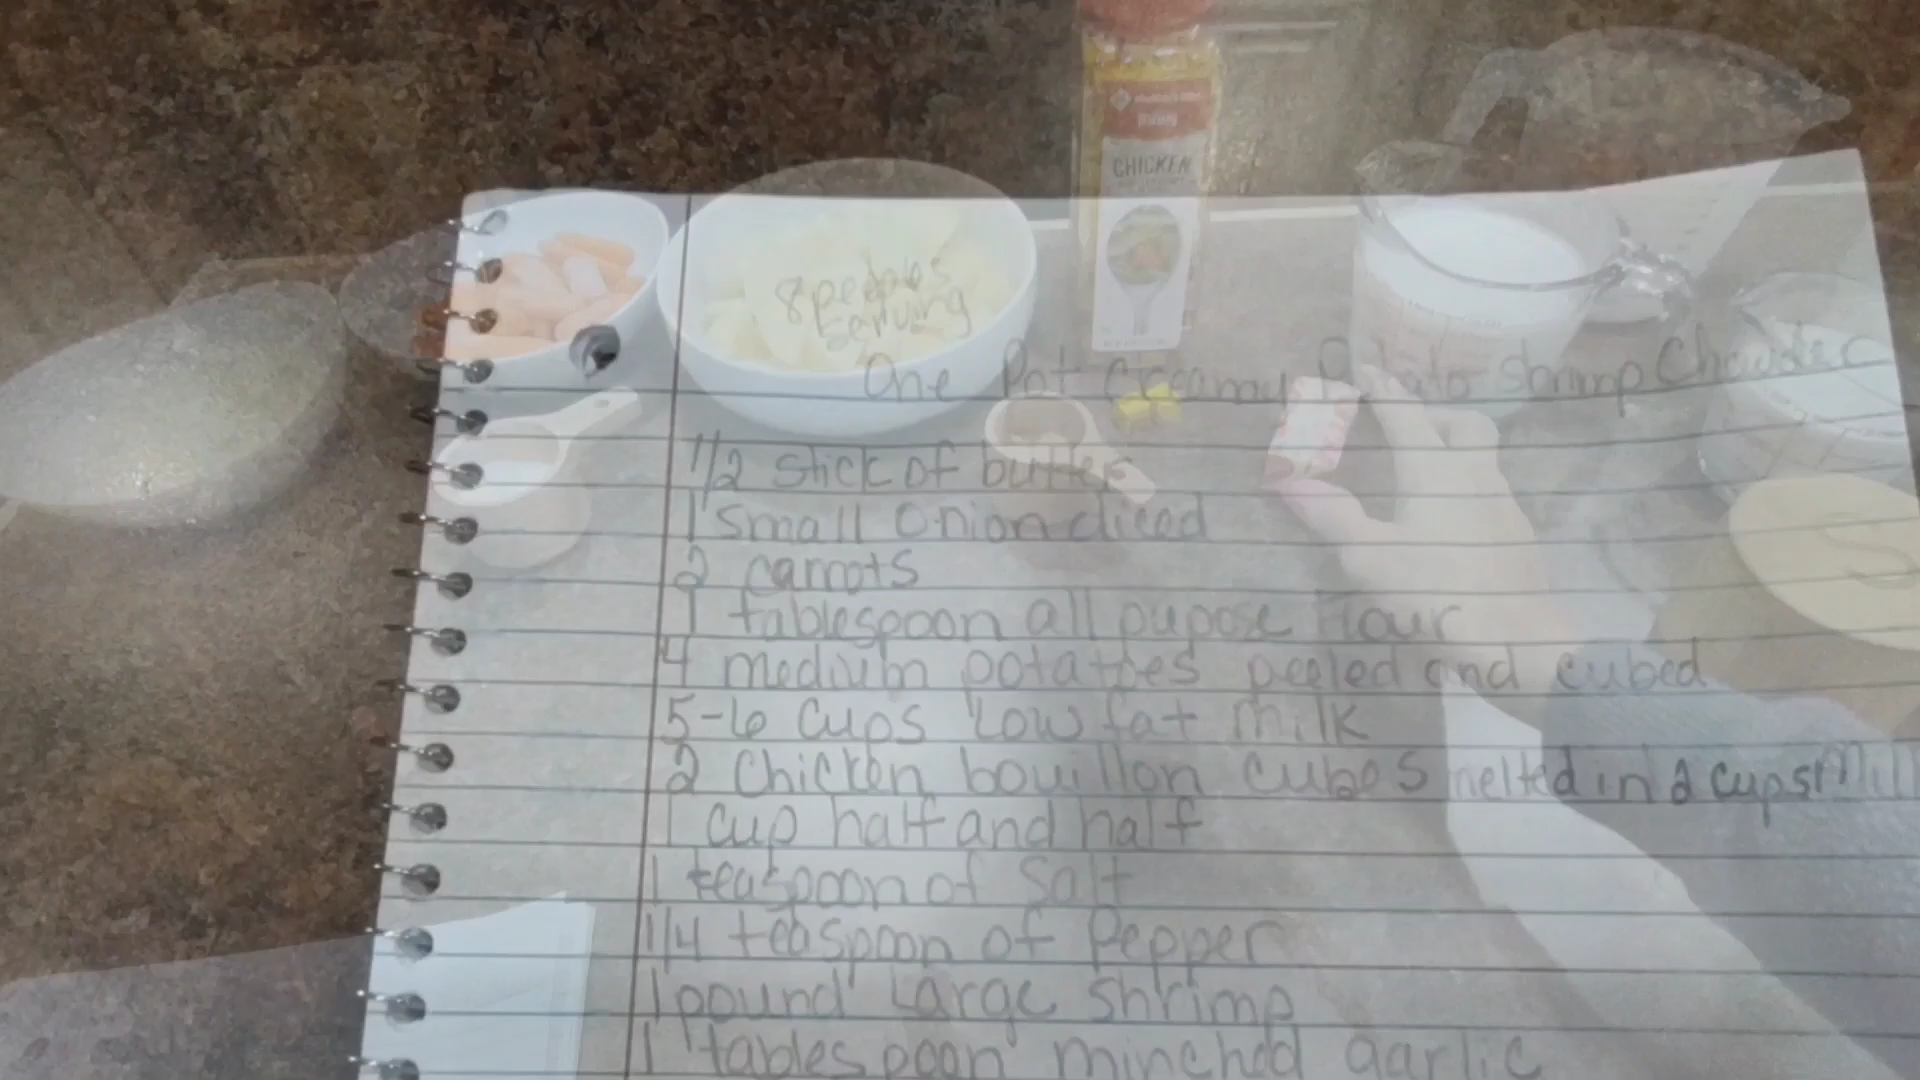 CHICKEN
8 peoples
Serving
One Pot Creamy Potato Shrimp Chowder
1/2 stick of butter
1 small onion diced
2 carrots
1 tablespoon all pupose Flour
4 medium potatoes peeled and cubed
5-6 cups Low fat milk
2 Chicken bouillon cubes melted in 2 cups Mil
1 cup half and half
1 teaspoon of Salt
1/4 teaspoon of Pepper
1 pound Large Shrimp
1 tablespoon minched garlic